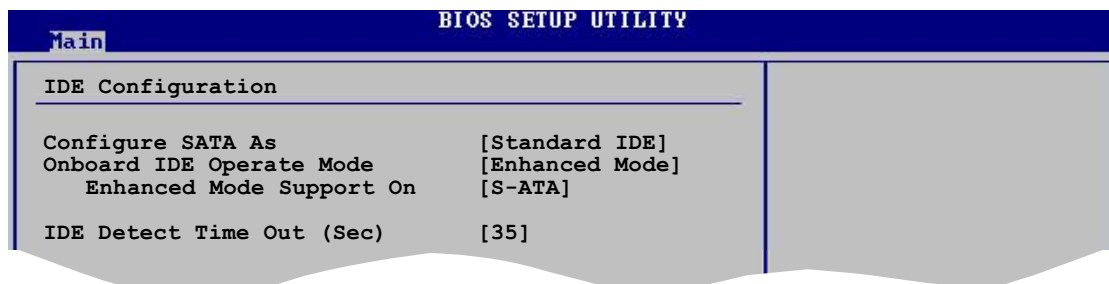 BIOS SETUP UTILITY
Main
IDE Configuration
Configure SATA As [Standard IDE]
Onboard IDE Operate Mode [Enhanced Mode]
Enhanced Mode Support On [S-ATA]
IDE Detect Time Out (Sec) [35]